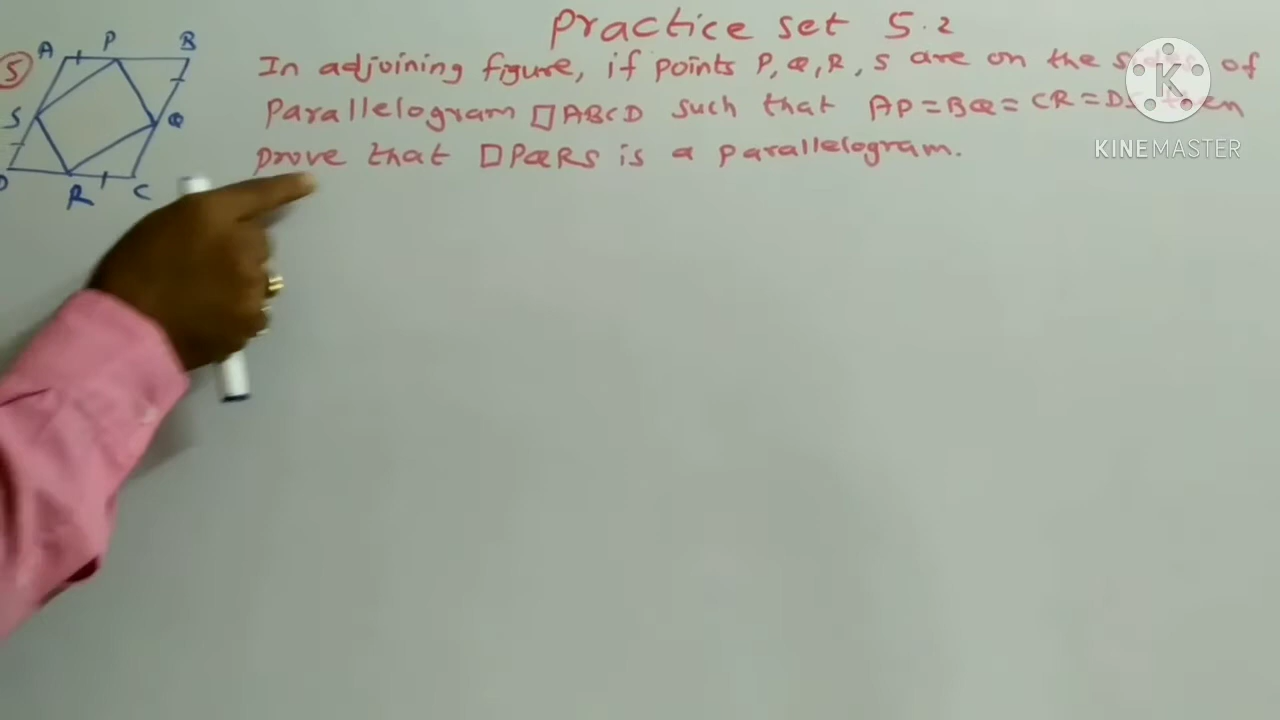 Practice set 5.2
5 In adjoining figure, if points P, Q, R, S are on the of
Parallelogram □ABCD such that AP = BQ = CR =
prove that □PQRS is a parallelogram.
A P B
S Q
D R C
K
KINEMASTER